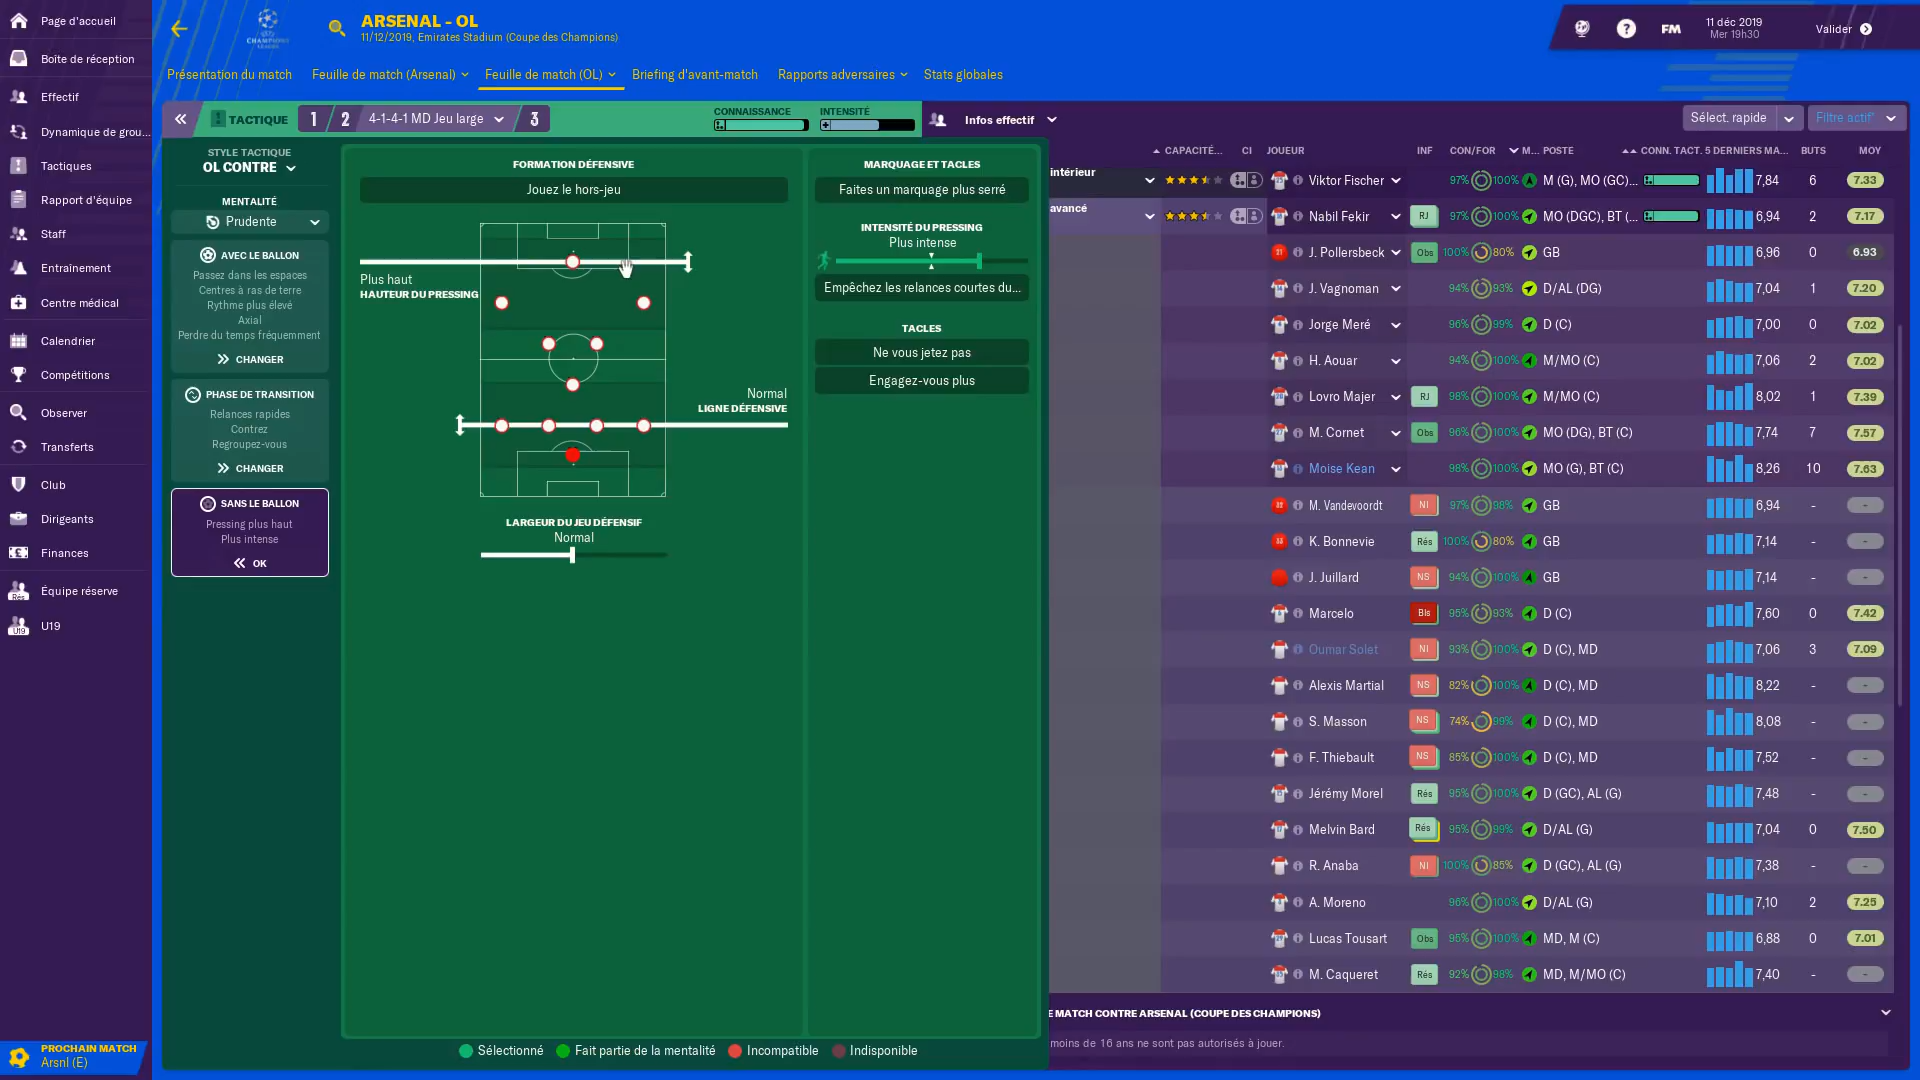 Page d'accueil
Boîte de réception
Effectif
Dynamique de grou...
Tactiques
Rapport d'équipe
Staff
Entraînement
Centre médical
Calendrier
Compétitions
Observer
Transferts
Club
Dirigeants
Finances
Équipe réserve
U19
PROCHAIN MATCH
Arsnl (E)
ARSENAL - OL
11/12/2019, Emirates Stadium (Coupe des Champions)
FM
11 déc 2019
Mer 19h30
Valider
Présentation du match
Feuille de match (Arsenal)
Feuille de match (OL)
Briefing d'avant-match
Rapports adversaires
Stats globales
TACTIQUE
1
2
4-1-4-1 MD Jeu large
3
CONNAISSANCE
INTENSITÉ
Infos effectif
Sélect. rapide
Filtre actif*
STYLE TACTIQUE
OL CONTRE
MENTALITÉ
Prudente
AVEC LE BALLON
Passez dans les espaces
Centres à ras de terre
Rythme plus élevé
Axial
Perdre du temps fréquemment
CHANGER
PHASE DE TRANSITION
Relances rapides
Contrez
Regroupez-vous
CHANGER
SANS LE BALLON
Pressing plus haut
Plus intense
OK
FORMATION DÉFENSIVE
Jouez le hors-jeu
Plus haut
HAUTEUR DU PRESSING
Normal
LIGNE DÉFENSIVE
LARGEUR DU JEU DÉFENSIF
Normal
MARQUAGE ET TACLES
Faites un marquage plus serré
INTENSITÉ DU PRESSING
Plus intense
Empêchez les relances courtes du...
TACLES
Ne vous jetez pas
Engagez-vous plus
Sélectionné Fait partie de la mentalité Incompatible Indisponible
CAPACITÉ... CI JOUEUR INF CON/FOR M... POSTE CONN. TACT. 5 DERNIERS MA... BUTS MOY
intérieur Viktor Fischer 97% 100% M (G), MO (GC)... 7,84 6 7.33
avancé Nabil Fekir RJ 97% 100% MO (DGC), BT (... 6,94 2 7.17
J. Pollersbeck Obs 100% 80% GB 6,96 0 6.93
J. Vagnoman 94% 93% D/AL (DG) 7,04 1 7.20
Jorge Meré 96% 99% D (C) 7,00 0 7.02
H. Aouar 94% 100% M/MO (C) 7,06 2 7.02
Lovro Majer RJ 98% 100% M/MO (C) 8,02 1 7.39
M. Cornet Obs 96% 100% MO (DG), BT (C) 7,74 7 7.57
Moise Kean 98% 100% MO (G), BT (C) 8,26 10 7.63
M. Vandevoordt NI 97% 98% GB 6,94 - -
K. Bonnevie Rés 100% 80% GB 7,14 - -
J. Juillard NS 94% 100% GB 7,14 - -
Marcelo Bls 95% 93% D (C) 7,60 0 7.42
Oumar Solet NI 93% 100% D (C), MD 7,06 3 7.09
Alexis Martial NS 82% 100% D (C), MD 8,22 - -
S. Masson NS 74% 99% D (C), MD 8,08 - -
F. Thiebault NS 85% 100% D (C), MD 7,52 - -
Jérémy Morel Rés 95% 100% D (GC), AL (G) 7,48 - -
Melvin Bard Rés 95% 99% D/AL (G) 7,04 0 7.50
R. Anaba NI 100% 85% D (GC), AL (G) 7,38 - -
A. Moreno 96% 100% D/AL (G) 7,10 2 7.25
Lucas Tousart Obs 95% 100% MD, M (C) 6,88 0 7.01
M. Caqueret Rés 92% 98% MD, M/MO (C) 7,40 - -
E MATCH CONTRE ARSENAL (COUPE DES CHAMPIONS)
moins de 16 ans ne sont pas autorisés à jouer.